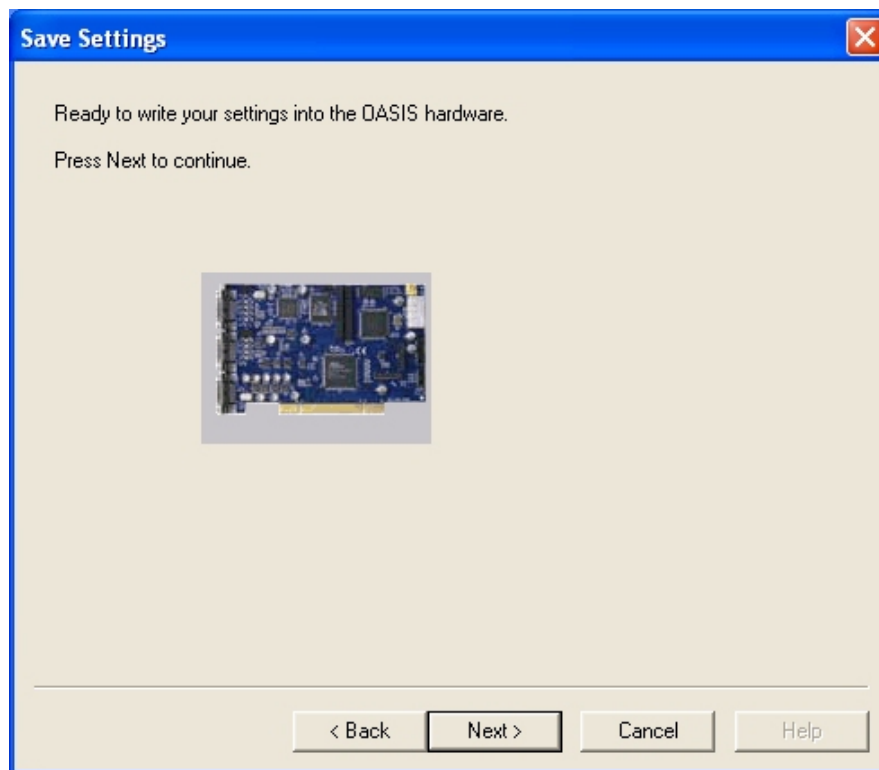 Save Settings
Ready to write your settings into the OASIS hardware.
Press Next to continue.
< Back
Next >
Cancel
Help